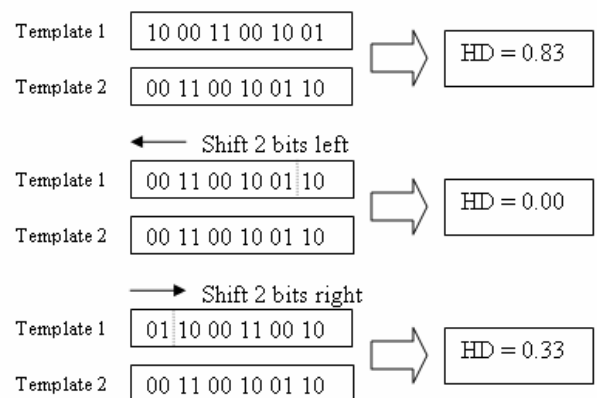 Template 1 10 00 11 00 10 01
HD = 0.83
Template 2 00 11 00 10 01 10
Shift 2 bits left
Template 1 00 11 00 10 01 10
HD = 0.00
Template 2 00 11 00 10 01 10
Shift 2 bits right
Template 1 01 10 00 11 00 10
HD = 0.33
Template 2 00 11 00 10 01 10